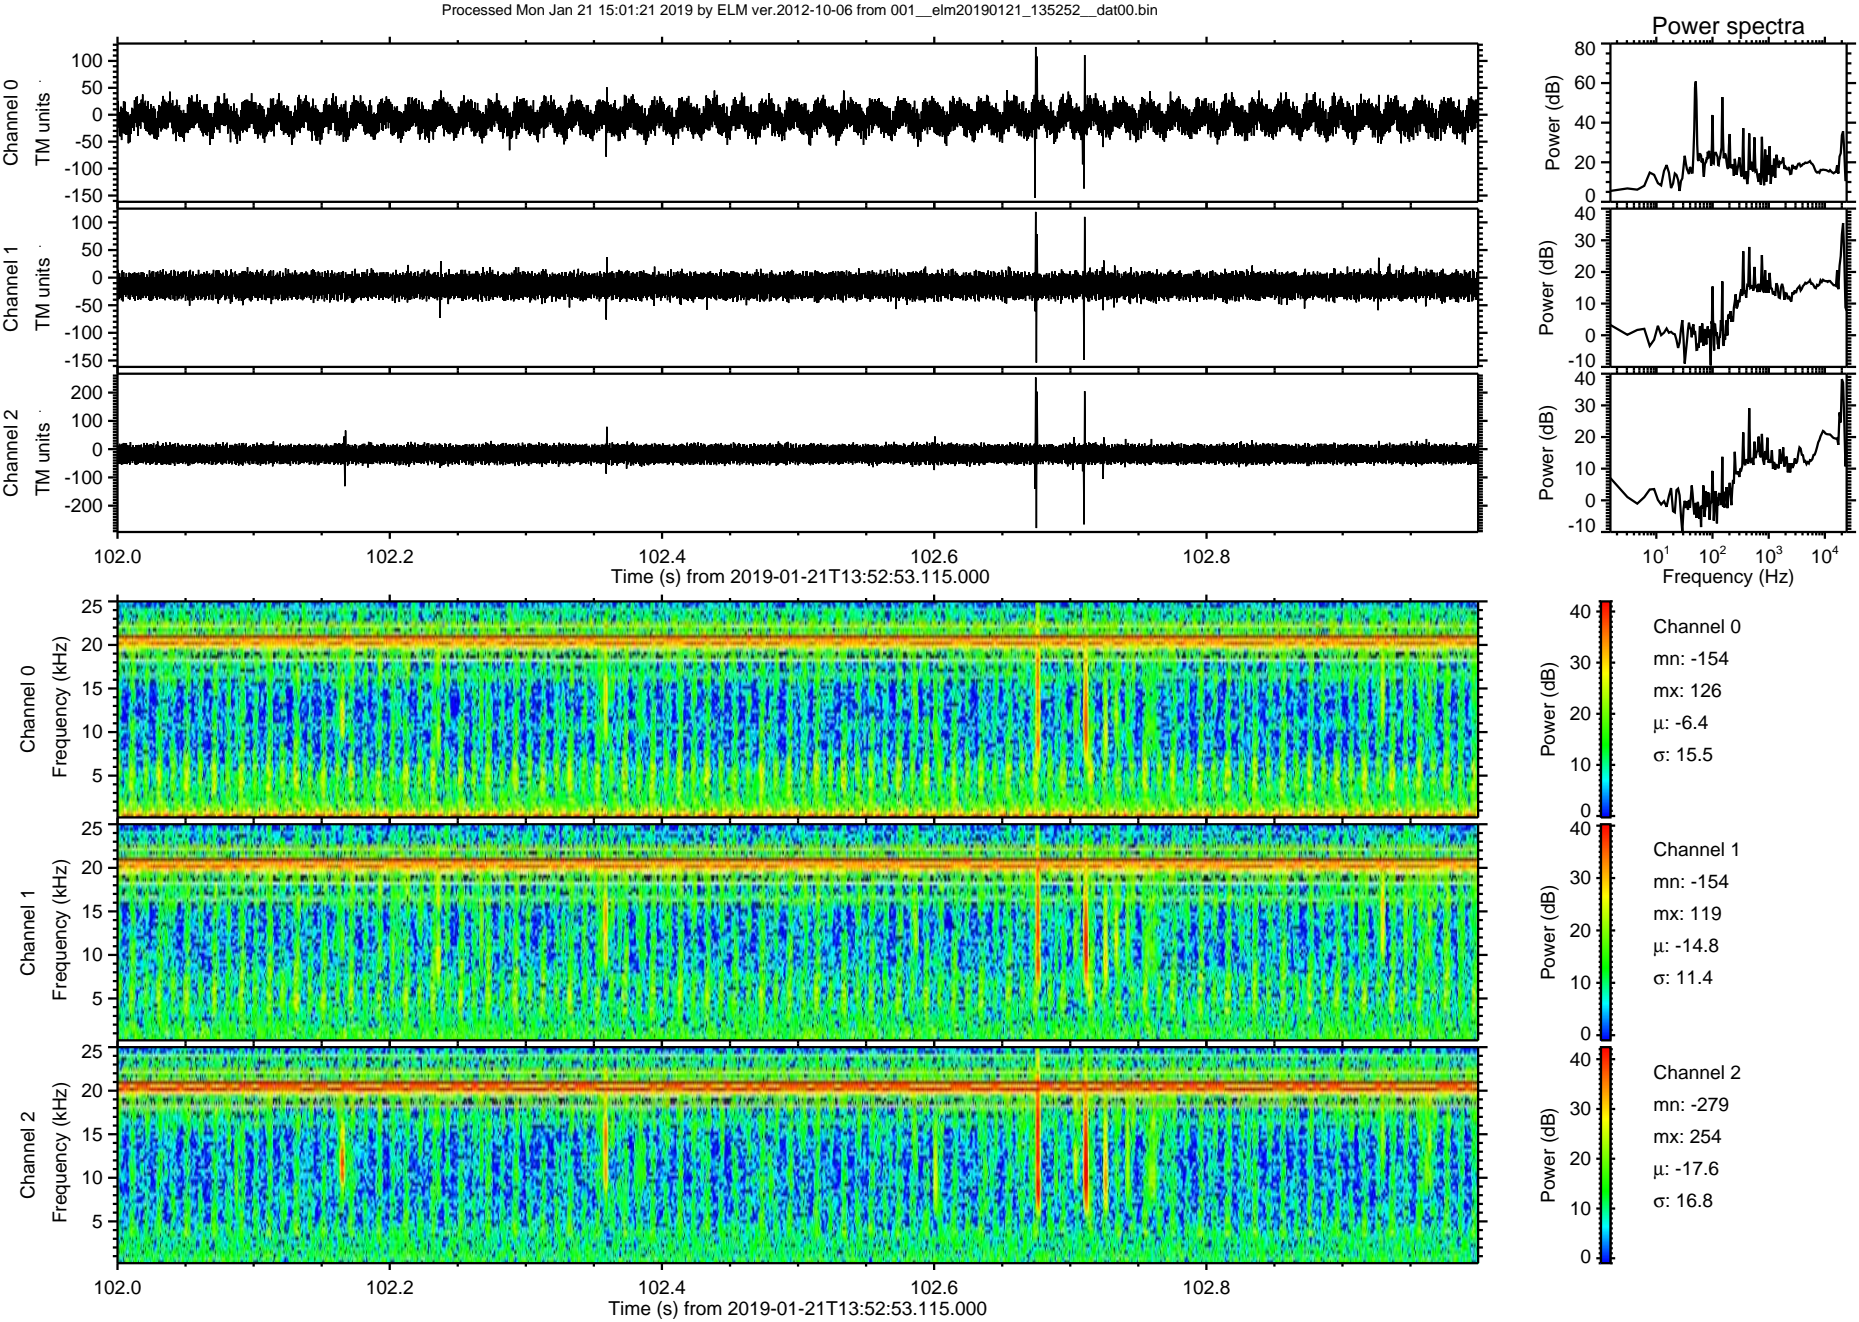 Processed Mon Jan 21 15:01:21 2019 by ELM ver.2012-10-06 from 001__elm20190121_135252__dat00.bin
Power spectra
Channel 0
TM units
100
50
0
-50
-100
-150
Power (dB)
80
60
40
20
0
Channel 1
TM units
100
50
0
-50
-100
-150
Power (dB)
40
30
20
10
0
-10
Channel 2
TM units
200
100
0
-100
-200
Power (dB)
40
30
20
10
0
-10
102.0 102.2 102.4 102.6 102.8
Time (s) from 2019-01-21T13:52:53.115.000
10¹ 10² 10³ 10⁴
Frequency (Hz)
Channel 0
Frequency (kHz)
25
20
15
10
5
Power (dB)
40
30
20
10
0
Channel 0
mn: -154
mx: 126
μ: -6.4
σ: 15.5
Channel 1
Frequency (kHz)
25
20
15
10
5
Power (dB)
40
30
20
10
0
Channel 1
mn: -154
mx: 119
μ: -14.8
σ: 11.4
Channel 2
Frequency (kHz)
25
20
15
10
5
Power (dB)
40
30
20
10
0
Channel 2
mn: -279
mx: 254
μ: -17.6
σ: 16.8
102.0 102.2 102.4 102.6 102.8
Time (s) from 2019-01-21T13:52:53.115.000